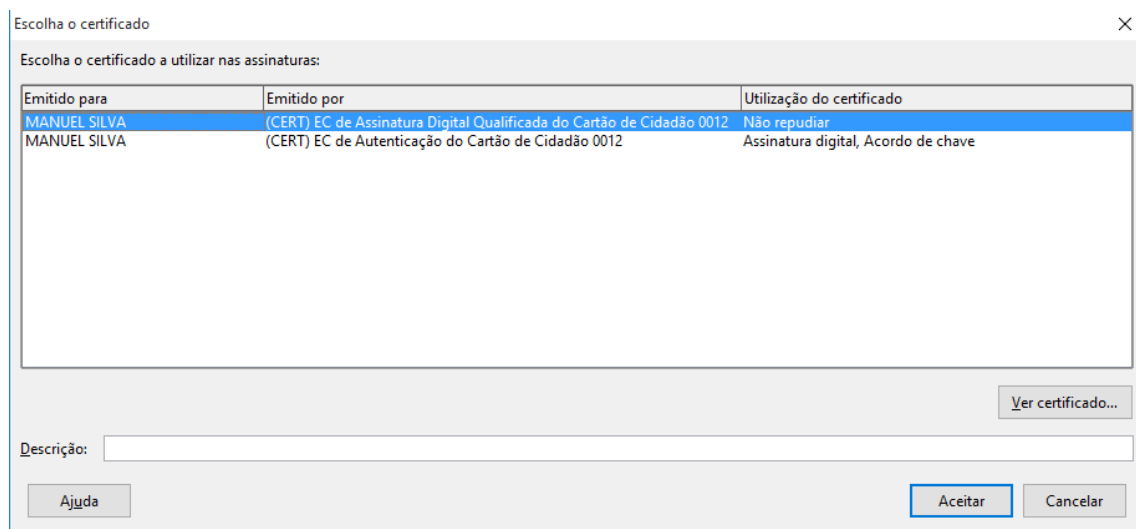 Escolha o certificado
Escolha o certificado a utilizar nas assinaturas:
Emitido para Emitido por Utilização do certificado
MANUEL SILVA (CERT) EC de Assinatura Digital Qualificada do Cartão de Cidadão 0012 Não repudiar
MANUEL SILVA (CERT) EC de Autenticação do Cartão de Cidadão 0012 Assinatura digital, Acordo de chave
Ver certificado...
Descrição:
Ajuda Aceitar Cancelar